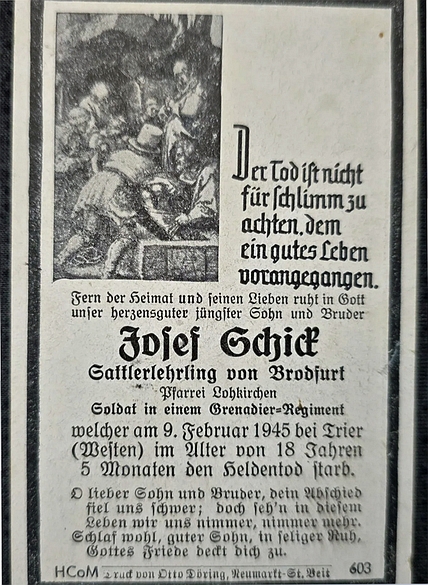 Der Tod ist nicht
für schlimm zu
achten, dem
ein gutes Leben
vorangegangen.
Fern der Heimat und seinen Lieben ruht in Gott
unser herzensguter jüngster Sohn und Bruder
Josef Schick
Sattlerlehrling von Brodfurt
Pfarrei Lohkirchen
Soldat in einem Grenadier-Regiment
welcher am 9. Februar 1945 bei Trier
(Westen) im Alter von 18 Jahren
5 Monaten den Heldentod starb.
O lieber Sohn und Bruder, dein Abschied
fiel uns schwer; doch seh'n in diesem
Leben wir uns nimmer, nimmer mehr.
Schlaf wohl, guter Sohn, in seliger Ruh,
Gottes Friede deckt dich zu.
HCoM Druck von Otto Döring, Neumarkt-St. Veit 603